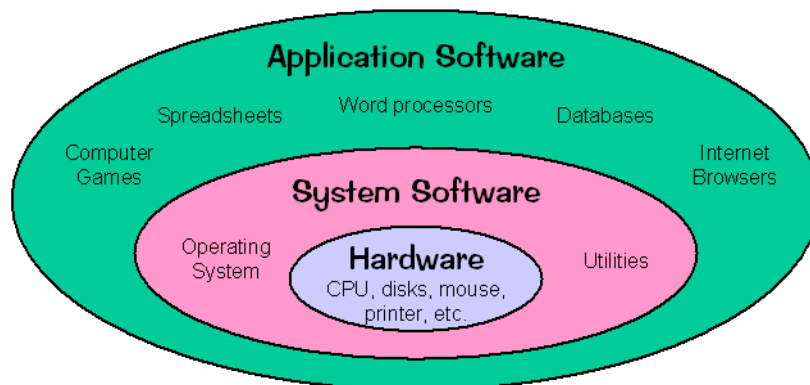 Application Software
Word processors
Spreadsheets
Databases
Computer
Games
Internet
Browsers
System Software
Operating
System
Utilities
Hardware
CPU, disks, mouse,
printer, etc.